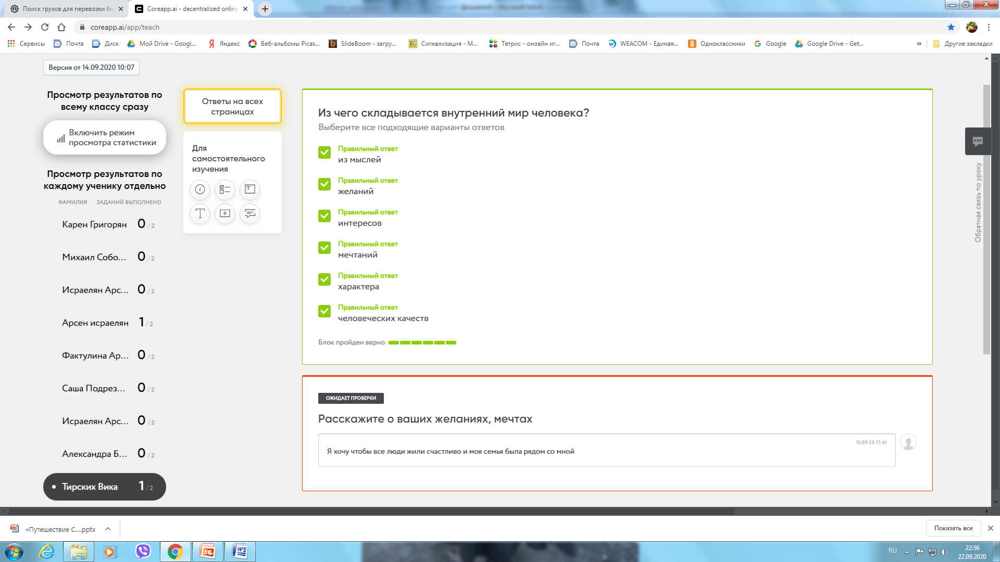 Поиск грузов для перевозки бе
Coreapp.ai - decentralized online
coreapp.ai/app/teach
Сервисы
Почта
Диск
Мой Drive - Googl...
Яндекс
Веб-альбомы Picas...
SlideBoom - загру...
Сигнализация - М...
Тетрис - онлайн иг...
Почта
WEACOM - Единая...
Одноклассники
Google
Google Drive - Get...
»
Другие закладки
Версия от 14.09.2020 10:07
Просмотр результатов по
всему классу сразу
Включить режим
просмотра статистики
Просмотр результатов по
каждому ученику отдельно
ФАМИЛИЯ ЗАДАНИЙ ВЫПОЛНЕНО
Карен Григорян 0 / 2
Михаил Собо... 0 / 2
Исраелян Арс... 0 / 2
Арсен исраелян 1 / 2
Фактулина Ар... 0 / 2
Саша Подрез... 0 / 2
Исраелян Арс... 0 / 2
Александра Б... 0 / 2
Тирских Вика 1 / 2
Ответы на всех
страницах
Для
самостоятельного
изучения
Из чего складывается внутренний мир человека?
Выберите все подходящие варианты ответов
Правильный ответ
из мыслей
Правильный ответ
желаний
Правильный ответ
интересов
Правильный ответ
мечтаний
Правильный ответ
характера
Правильный ответ
человеческих качеств
Блок пройден верно
ОЖИДАЕТ ПРОВЕРКИ
Расскажите о ваших желаниях, мечтах
15.09.20 17:41
Я хочу чтобы все люди жили счастливо и моя семья была рядом со мной
Обратная связь по уроку
«Путешествие С....pptx
Показать все
RU
22:56
22.09.2020